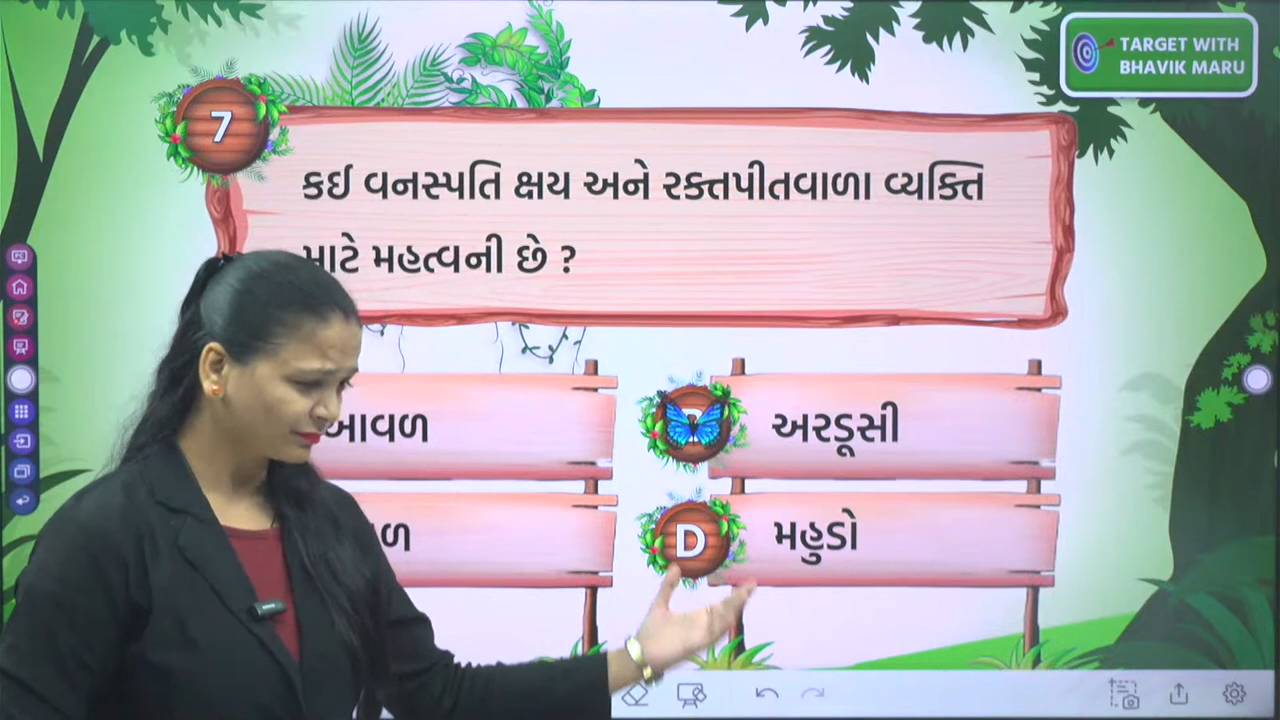 TARGET WITH
BHAVIK MARU
7
કઈ વનસ્પતિ ક્ષય અને રક્તપીતવાળા વ્યક્તિ
માટે મહત્વની છે ?
આવળ
અરડૂસી
D
મહુડો